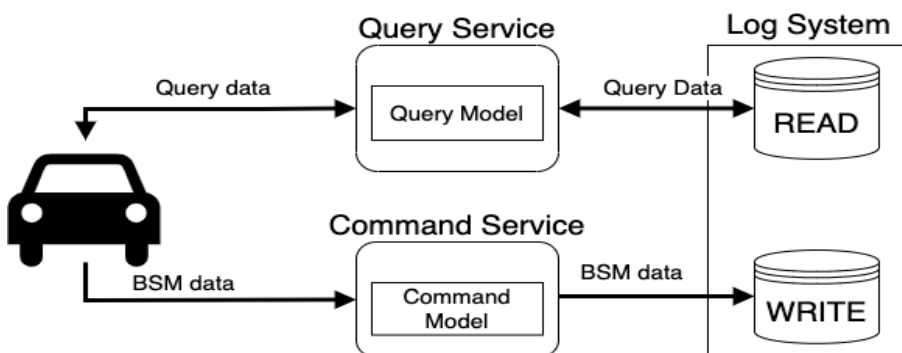 Query Service
Log System
Query data
Query Data
Query Model
READ
Command Service
BSM data
BSM data
Command
Model
WRITE